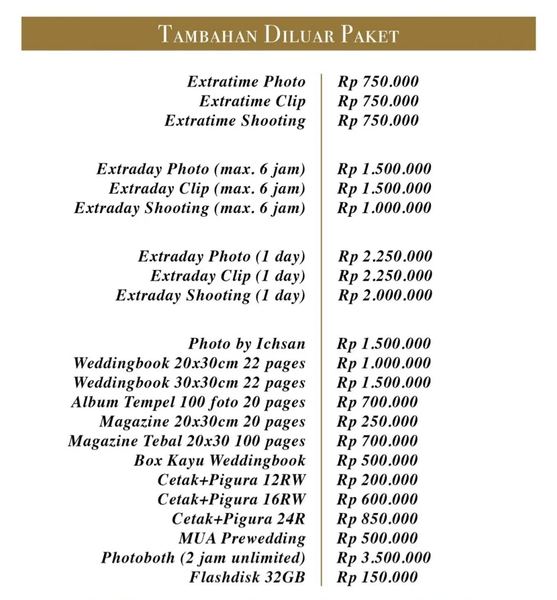 TAMBAHAN DILUAR PAKET
Extratime Photo Rp 750.000
Extratime Clip Rp 750.000
Extratime Shooting Rp 750.000
Extraday Photo (max. 6 jam) Rp 1.500.000
Extraday Clip (max. 6 jam) Rp 1.500.000
Extraday Shooting (max. 6 jam) Rp 1.000.000
Extraday Photo (1 day) Rp 2.250.000
Extraday Clip (1 day) Rp 2.250.000
Extraday Shooting (1 day) Rp 2.000.000
Photo by Ichsan Rp 1.500.000
Weddingbook 20x30cm 22 pages Rp 1.000.000
Weddingbook 30x30cm 22 pages Rp 1.500.000
Album Tempel 100 foto 20 pages Rp 700.000
Magazine 20x30cm 20 pages Rp 250.000
Magazine Tebal 20x30 100 pages Rp 700.000
Box Kayu Weddingbook Rp 500.000
Cetak+Pigura 12RW Rp 200.000
Cetak+Pigura 16RW Rp 600.000
Cetak+Pigura 24R Rp 850.000
MUA Prewedding Rp 500.000
Photoboth (2 jam unlimited) Rp 3.500.000
Flashdisk 32GB Rp 150.000